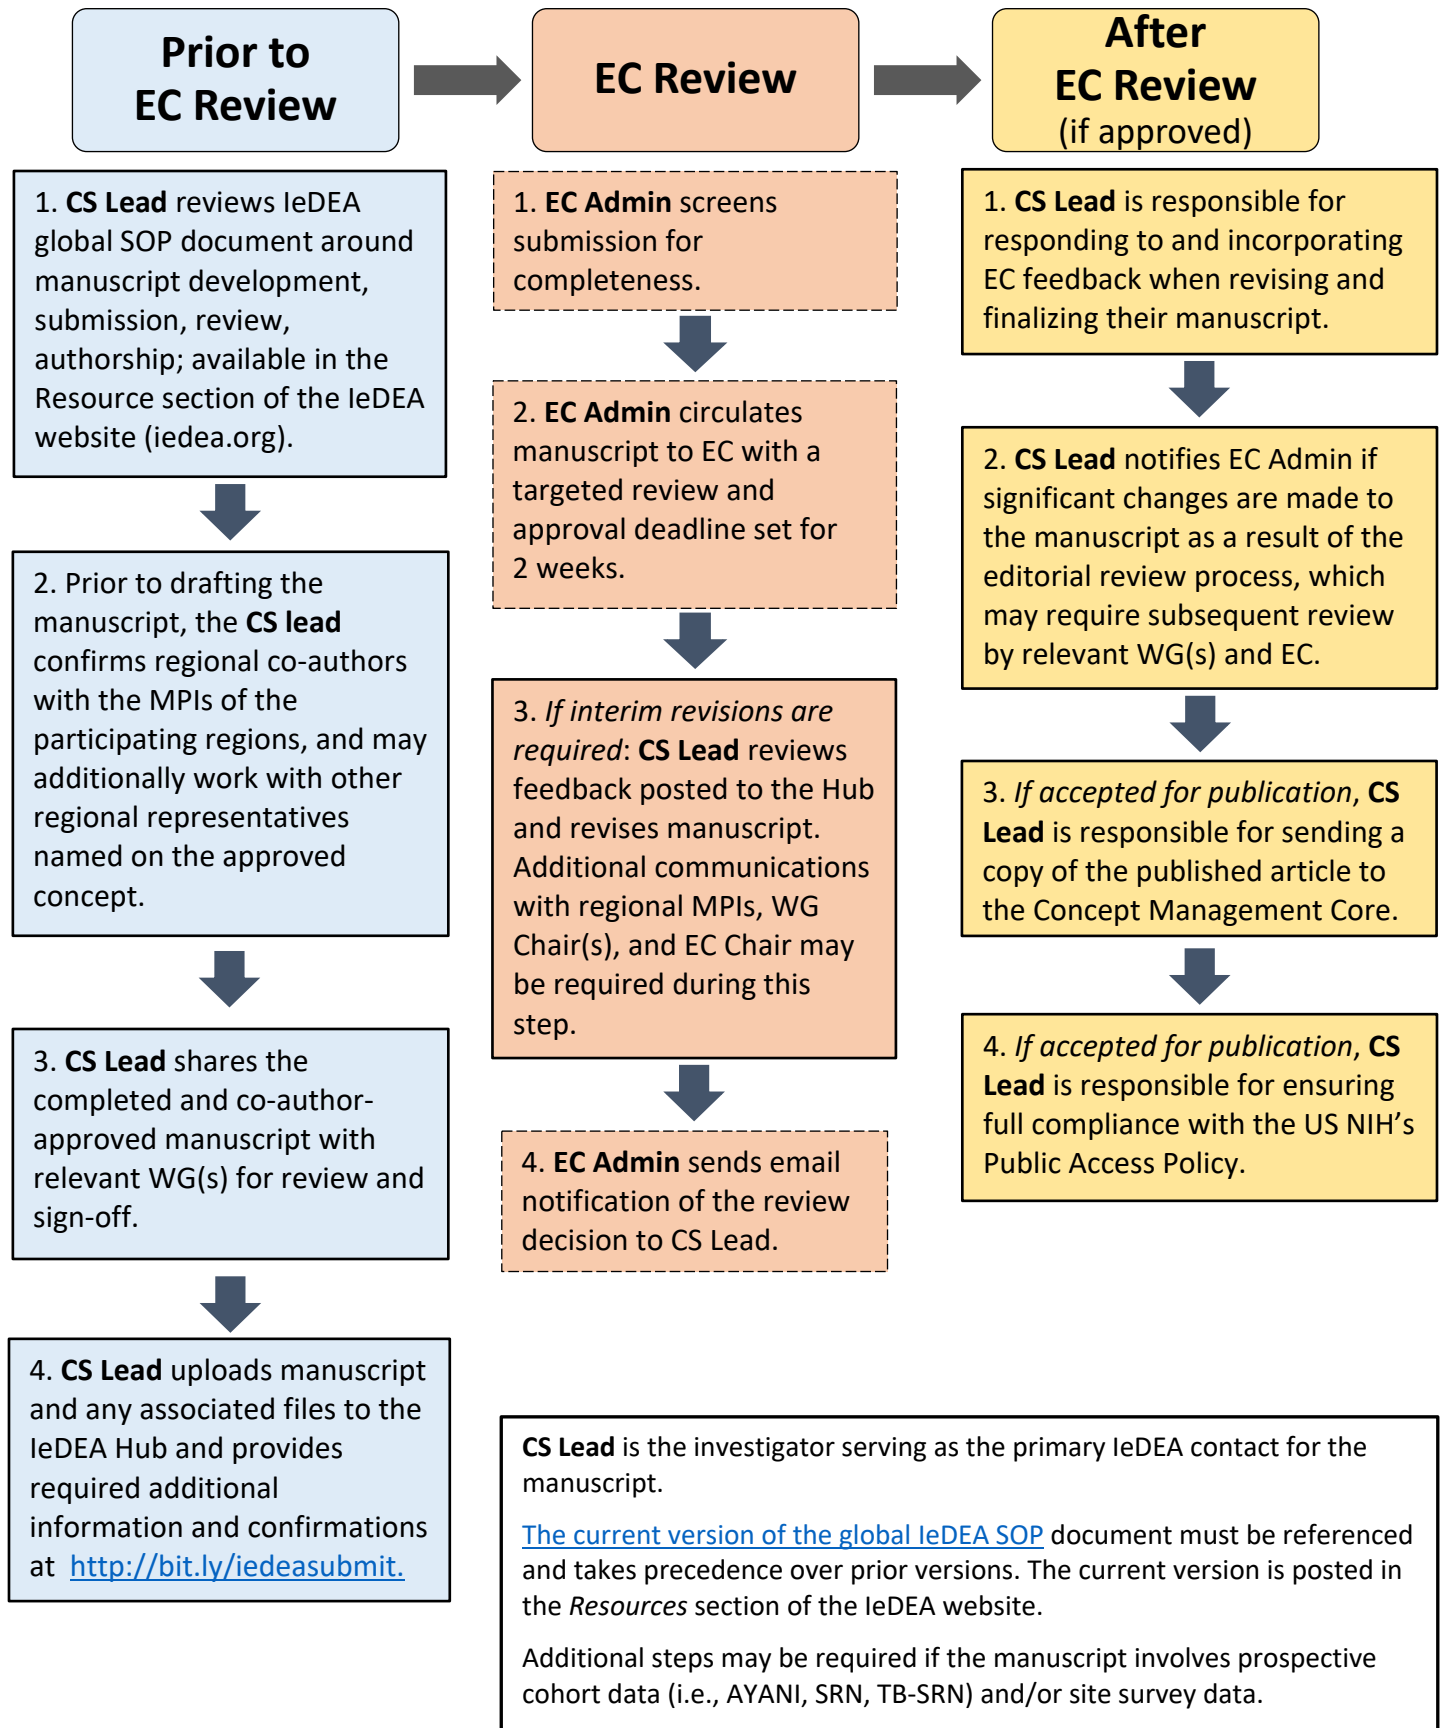 Prior to
EC Review
EC Review
After
EC Review
(if approved)
1. CS Lead reviews IeDEA
global SOP document around
manuscript development,
submission, review,
authorship; available in the
Resource section of the IeDEA
website (iedea.org).
2. Prior to drafting the
manuscript, the CS lead
confirms regional co-authors
with the MPIs of the
participating regions, and may
additionally work with other
regional representatives
named on the approved
concept.
3. CS Lead shares the
completed and co-author-
approved manuscript with
relevant WG(s) for review and
sign-off.
4. CS Lead uploads manuscript
and any associated files to the
IeDEA Hub and provides
required additional
information and confirmations
at http://bit.ly/iedeasubmit.
1. EC Admin screens
submission for
completeness.
2. EC Admin circulates
manuscript to EC with a
targeted review and
approval deadline set for
2 weeks.
3. If interim revisions are
required: CS Lead reviews
feedback posted to the Hub
and revises manuscript.
Additional communications
with regional MPIs, WG
Chair(s), and EC Chair may
be required during this
step.
4. EC Admin sends email
notification of the review
decision to CS Lead.
1. CS Lead is responsible for
responding to and incorporating
EC feedback when revising and
finalizing their manuscript.
2. CS Lead notifies EC Admin if
significant changes are made to
the manuscript as a result of the
editorial review process, which
may require subsequent review
by relevant WG(s) and EC.
3. If accepted for publication, CS
Lead is responsible for sending a
copy of the published article to
the Concept Management Core.
4. If accepted for publication, CS
Lead is responsible for ensuring
full compliance with the US NIH's
Public Access Policy.
CS Lead is the investigator serving as the primary IeDEA contact for the
manuscript.
The current version of the global IeDEA SOP document must be referenced
and takes precedence over prior versions. The current version is posted in
the Resources section of the IeDEA website.
Additional steps may be required if the manuscript involves prospective
cohort data (i.e., AYANI, SRN, TB-SRN) and/or site survey data.